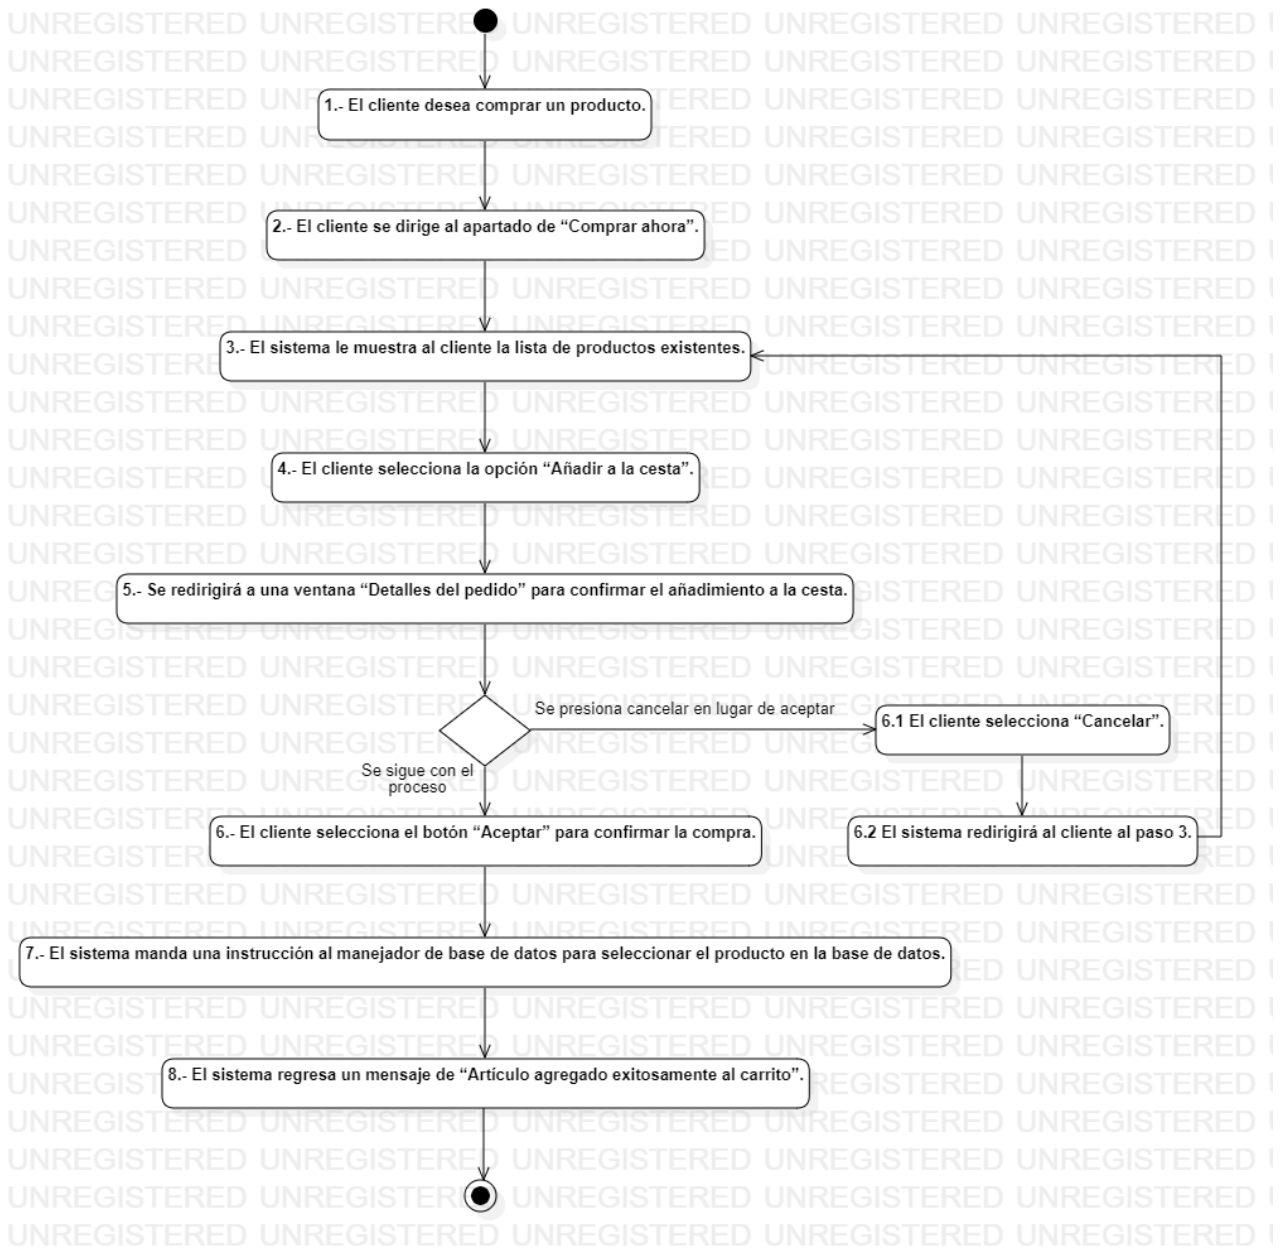 1.- El cliente desea comprar un producto.
2.- El cliente se dirige al apartado de “Comprar ahora”.
3.- El sistema le muestra al cliente la lista de productos existentes.
4.- El cliente selecciona la opción “Añadir a la cesta”.
5.- Se redirigirá a una ventana “Detalles del pedido” para confirmar el añadimiento a la cesta.
Se presiona cancelar en lugar de aceptar
6.1 El cliente selecciona “Cancelar”.
Se sigue con el
proceso
6.- El cliente selecciona el botón “Aceptar” para confirmar la compra.
6.2 El sistema redirigirá al cliente al paso 3.
7.- El sistema manda una instrucción al manejador de base de datos para seleccionar el producto en la base de datos.
8.- El sistema regresa un mensaje de “Artículo agregado exitosamente al carrito”.
UNREGISTERED